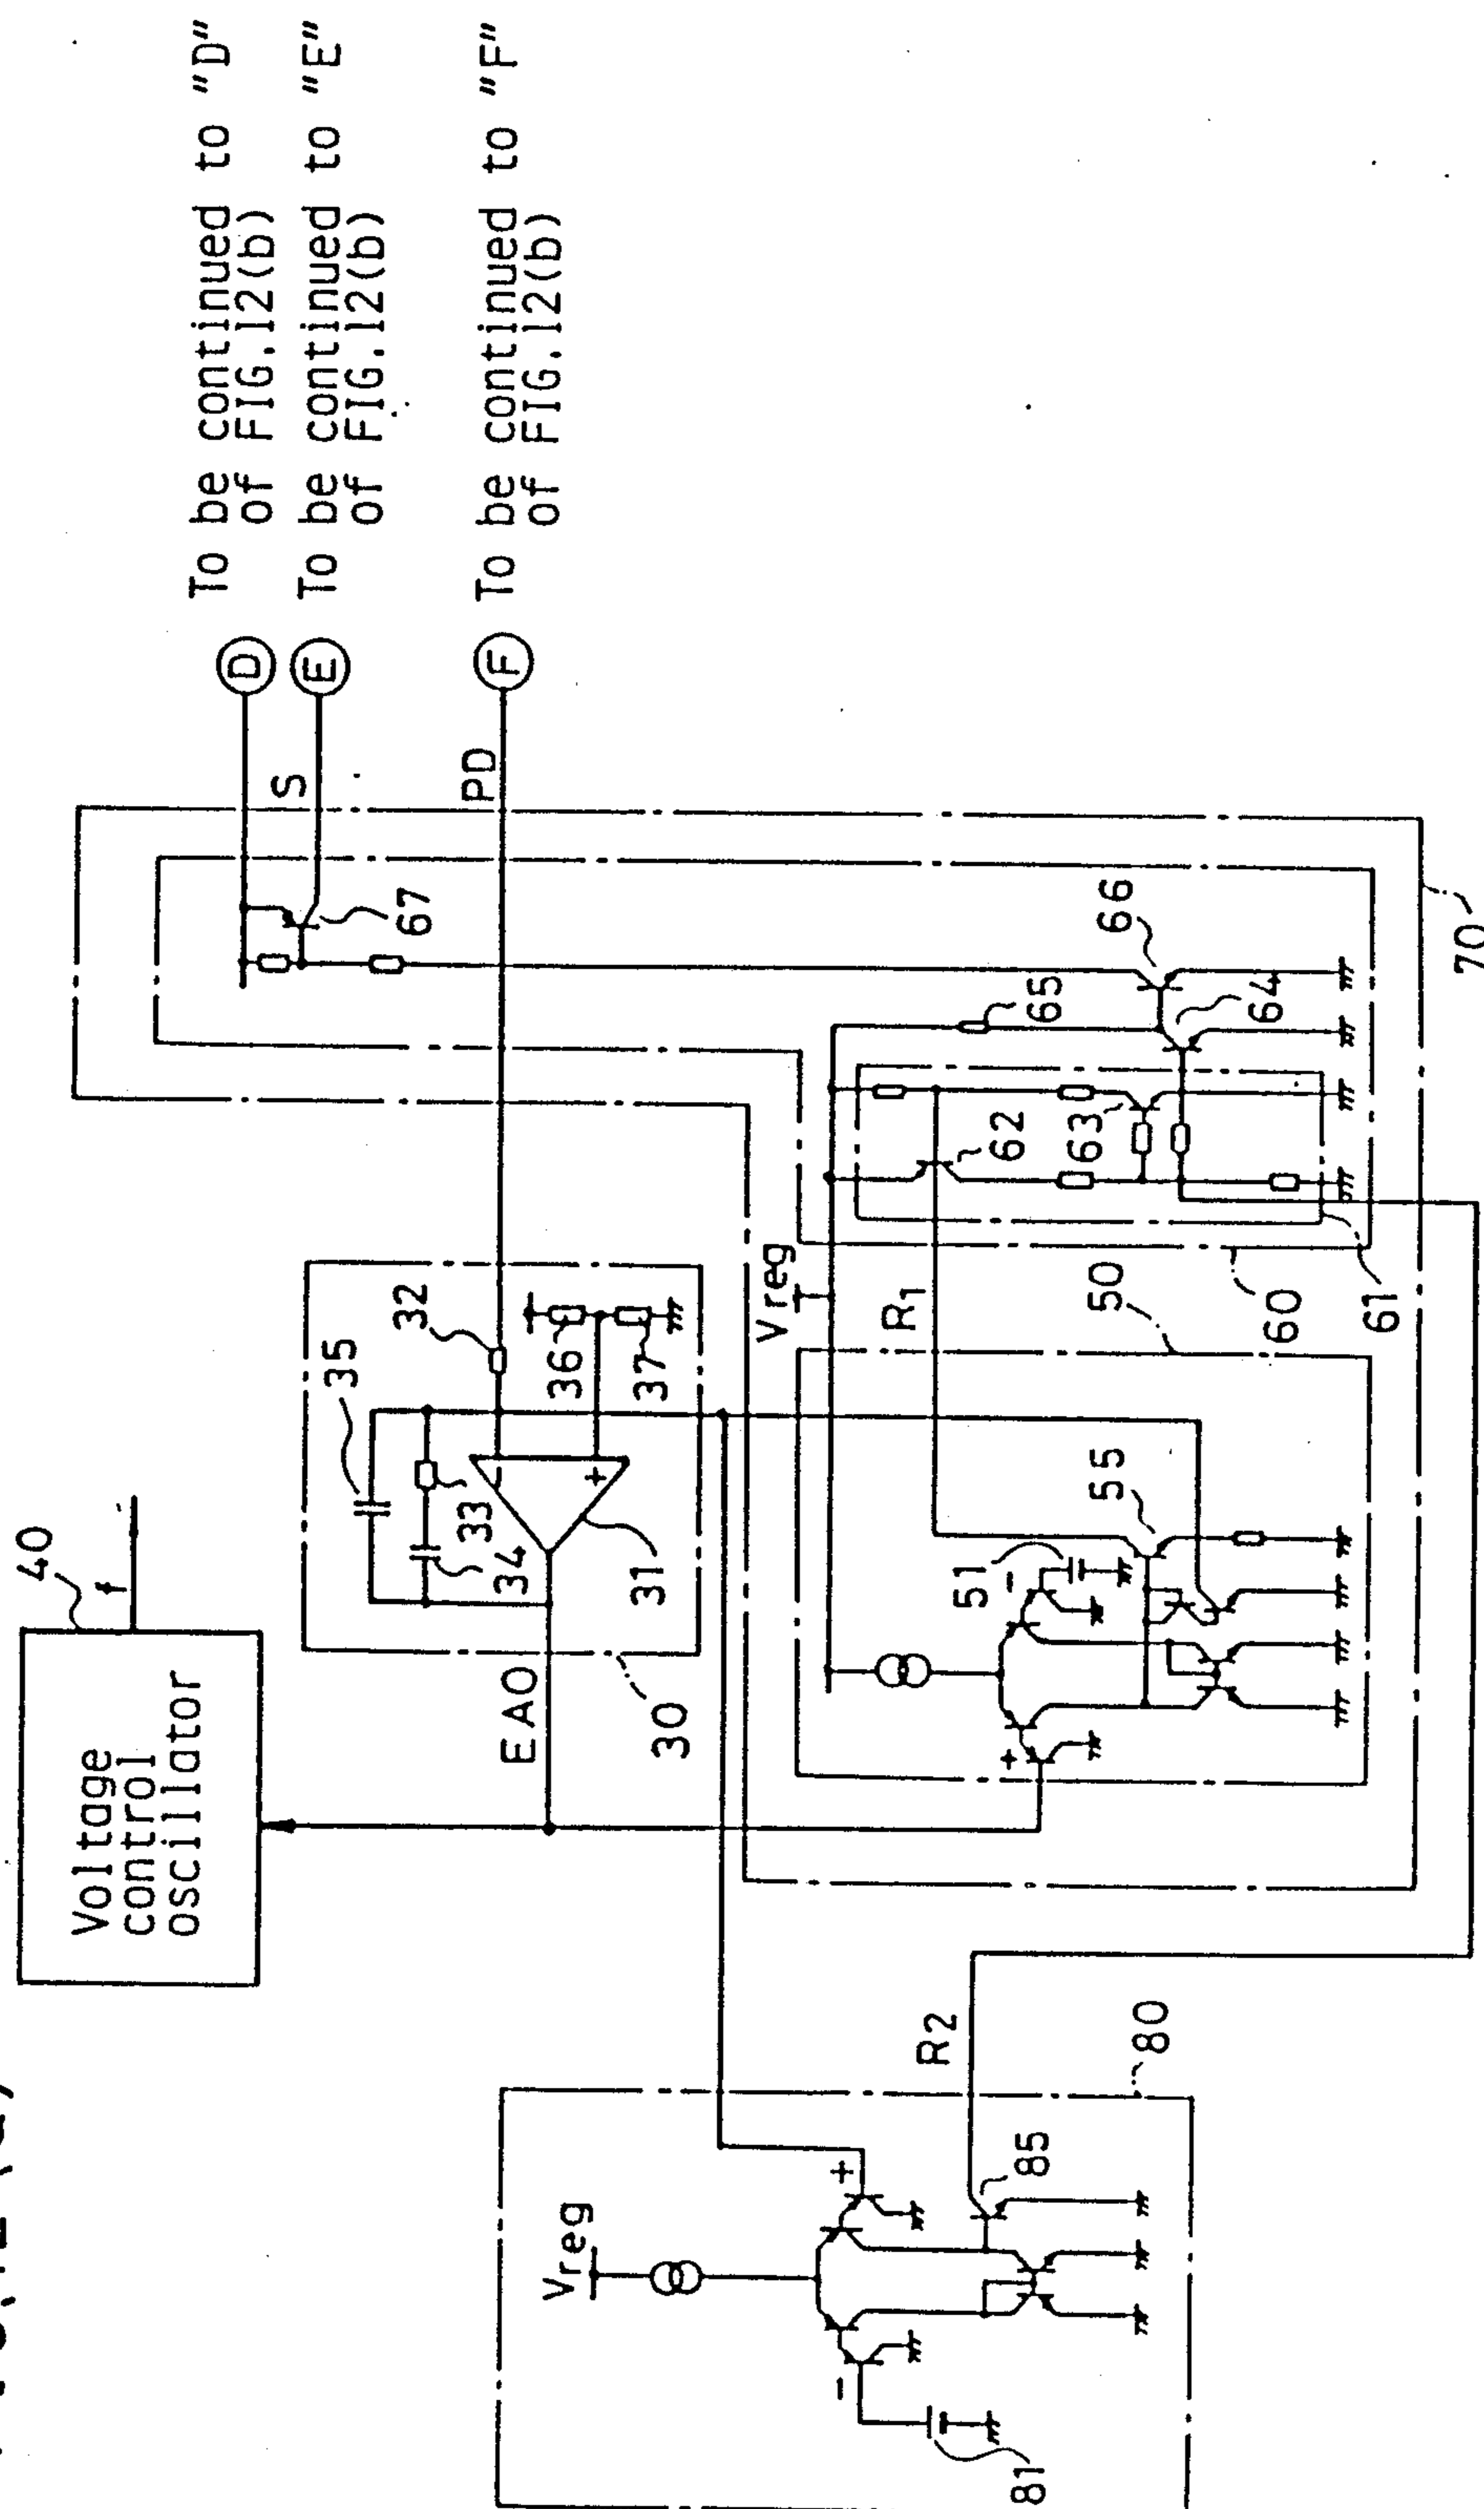 40
Voltage
control
oscillator
f
35
32
33
34
36
37
31
30
EAO
-
+
PD
S
67
D
To be continued to "D"
of FIG.12(b)
E
To be continued to "E"
of FIG.12(b)
F
To be continued to "F"
of FIG.12(b)
Vreg
R1
62
63
65
64
66
50
60
61
70
51
-
+
55
R2
80
Vreg
+
-
85
81